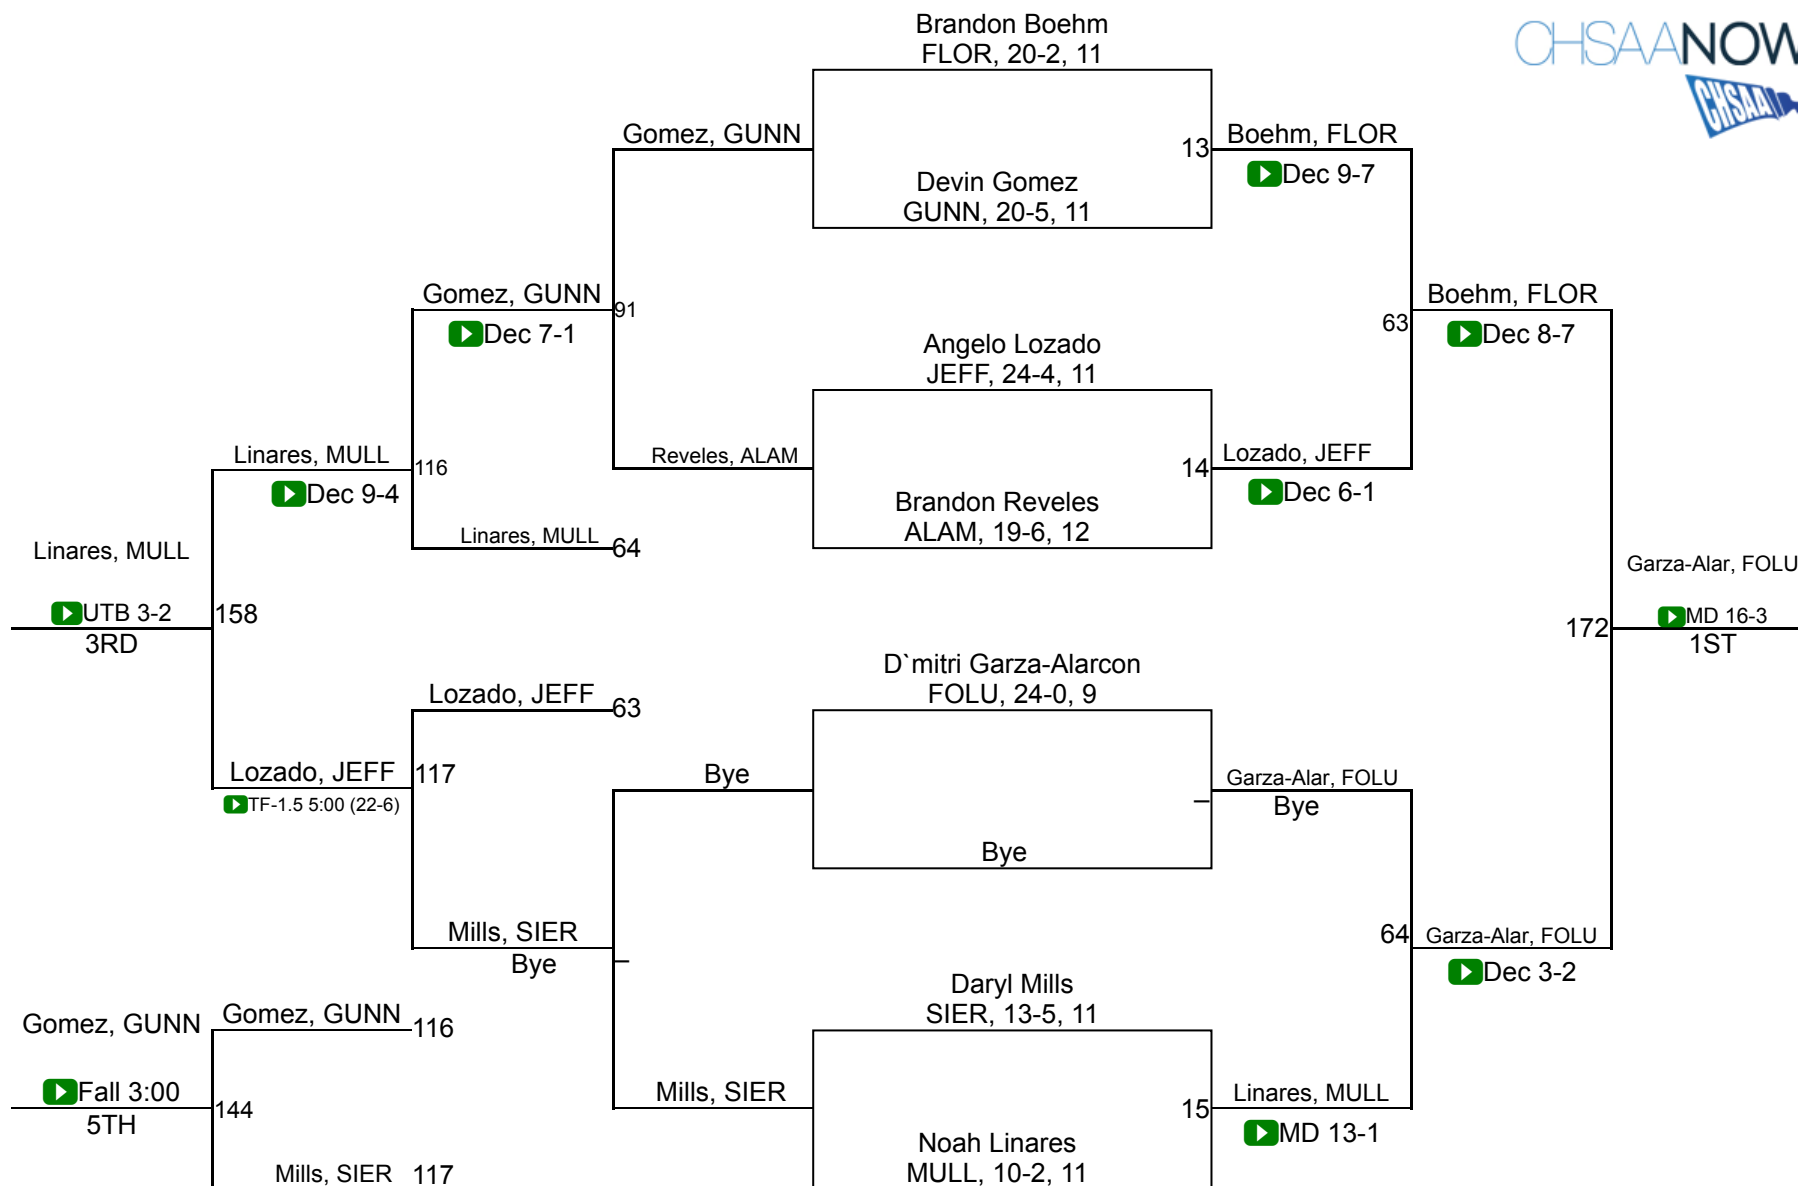 CHSAANOW
CHSAA
Brandon Boehm
FLOR, 20-2, 11
Gomez, GUNN
13
Boehm, FLOR
Dec 9-7
Devin Gomez
GUNN, 20-5, 11
Gomez, GUNN
91
Dec 7-1
Boehm, FLOR
63
Dec 8-7
Angelo Lozado
JEFF, 24-4, 11
Linares, MULL
116
Dec 9-4
Reveles, ALAM
14
Lozado, JEFF
Dec 6-1
Brandon Reveles
ALAM, 19-6, 12
Linares, MULL
64
Linares, MULL
UTB 3-2
3RD
158
Garza-Alar, FOLU
172
MD 16-3
1ST
D`mitri Garza-Alarcon
FOLU, 24-0, 9
Lozado, JEFF
63
Lozado, JEFF
117
TF-1.5 5:00 (22-6)
Bye
Garza-Alar, FOLU
Bye
Bye
Mills, SIER
Bye
64
Garza-Alar, FOLU
Dec 3-2
Daryl Mills
SIER, 13-5, 11
Gomez, GUNN
Gomez, GUNN
116
Fall 3:00
5TH
144
Mills, SIER
15
Linares, MULL
MD 13-1
Noah Linares
MULL, 10-2, 11
Mills, SIER
117